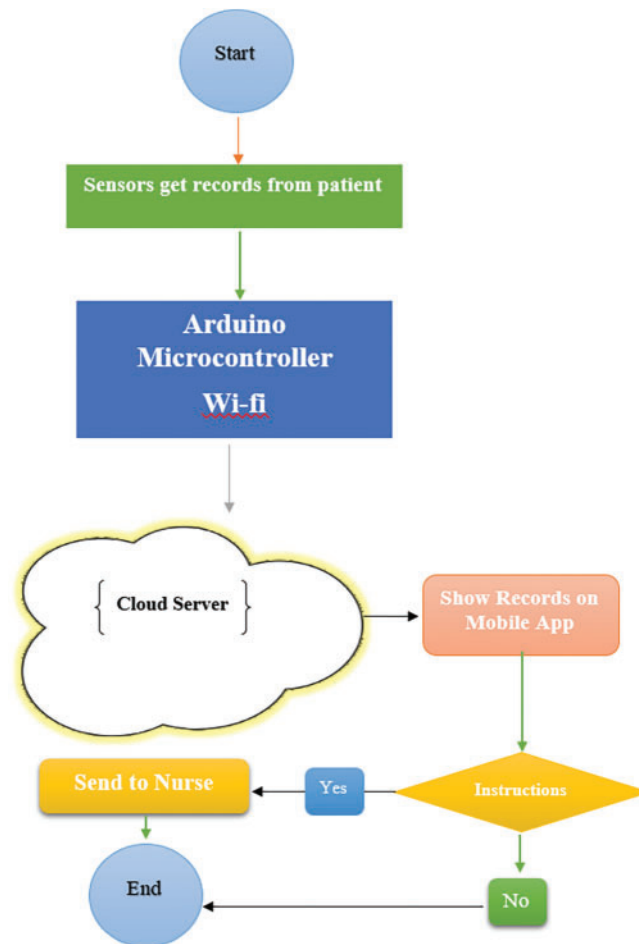 Start
Sensors get records from patient
Arduino
Microcontroller
Wi-fi
{ Cloud Server }
Show Records on
Mobile App
Instructions
Yes
Send to Nurse
No
End